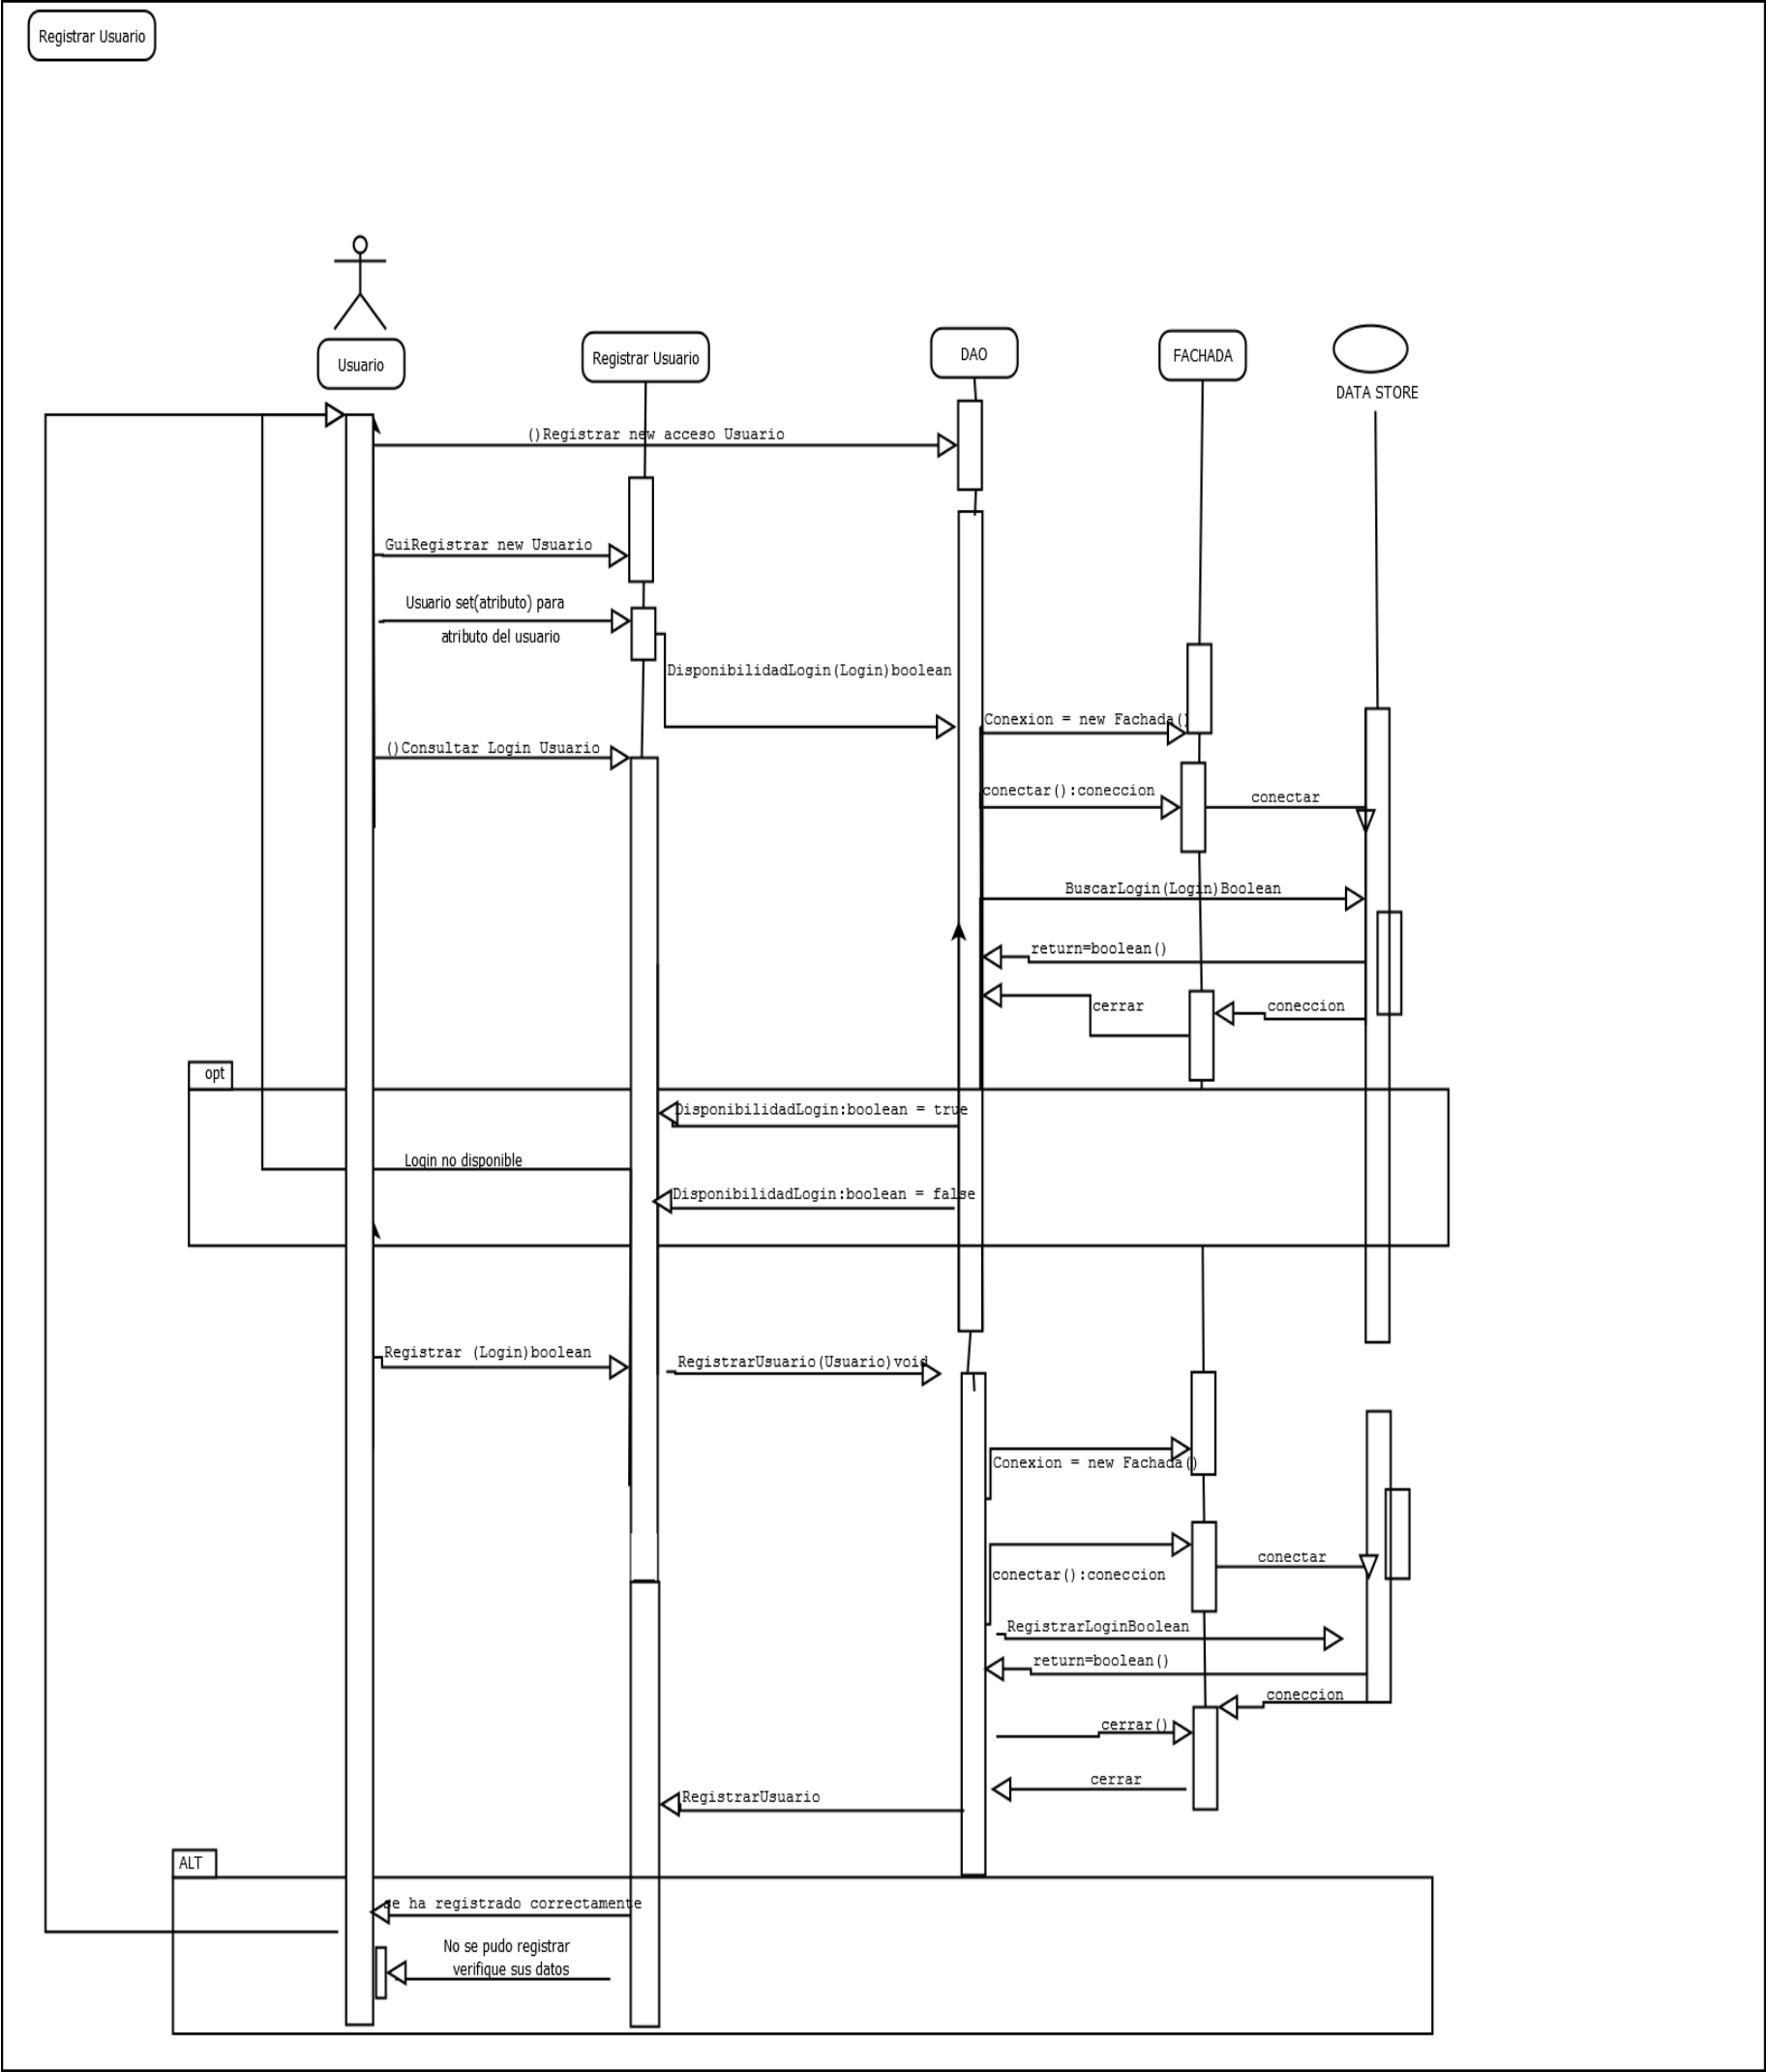 Registrar Usuario
Usuario
Registrar Usuario
DAO
FACHADA
DATA STORE
()Registrar new acceso Usuario
GuiRegistrar new Usuario
Usuario set(atributo) para
atributo del usuario
DisponibilidadLogin(Login)boolean
Conexion = new Fachada()
()Consultar Login Usuario
conectar():coneccion
conectar
BuscarLogin(Login)Boolean
return=boolean()
cerrar
coneccion
opt
DisponibilidadLogin:boolean = true
Login no disponible
DisponibilidadLogin:boolean = false
Registrar (Login)boolean
RegistrarUsuario(Usuario)void
Conexion = new Fachada()
conectar
conectar():coneccion
RegistrarLoginBoolean
return=boolean()
coneccion
cerrar()
cerrar
RegistrarUsuario
ALT
se ha registrado correctamente
No se pudo registrar
verifique sus datos